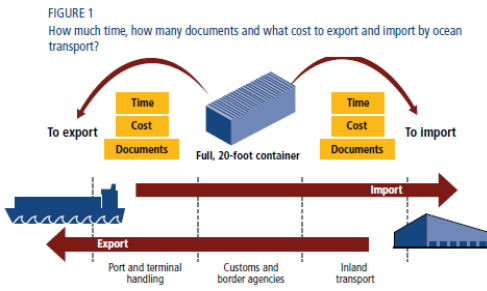 FIGURE 1
How much time, how many documents and what cost to export and import by ocean
transport?
Time
Cost
Documents
To export
Full, 20-foot container
Time
Cost
Documents
To import
Import
Export
Port and terminal
handling
Customs and
border agencies
Inland
transport